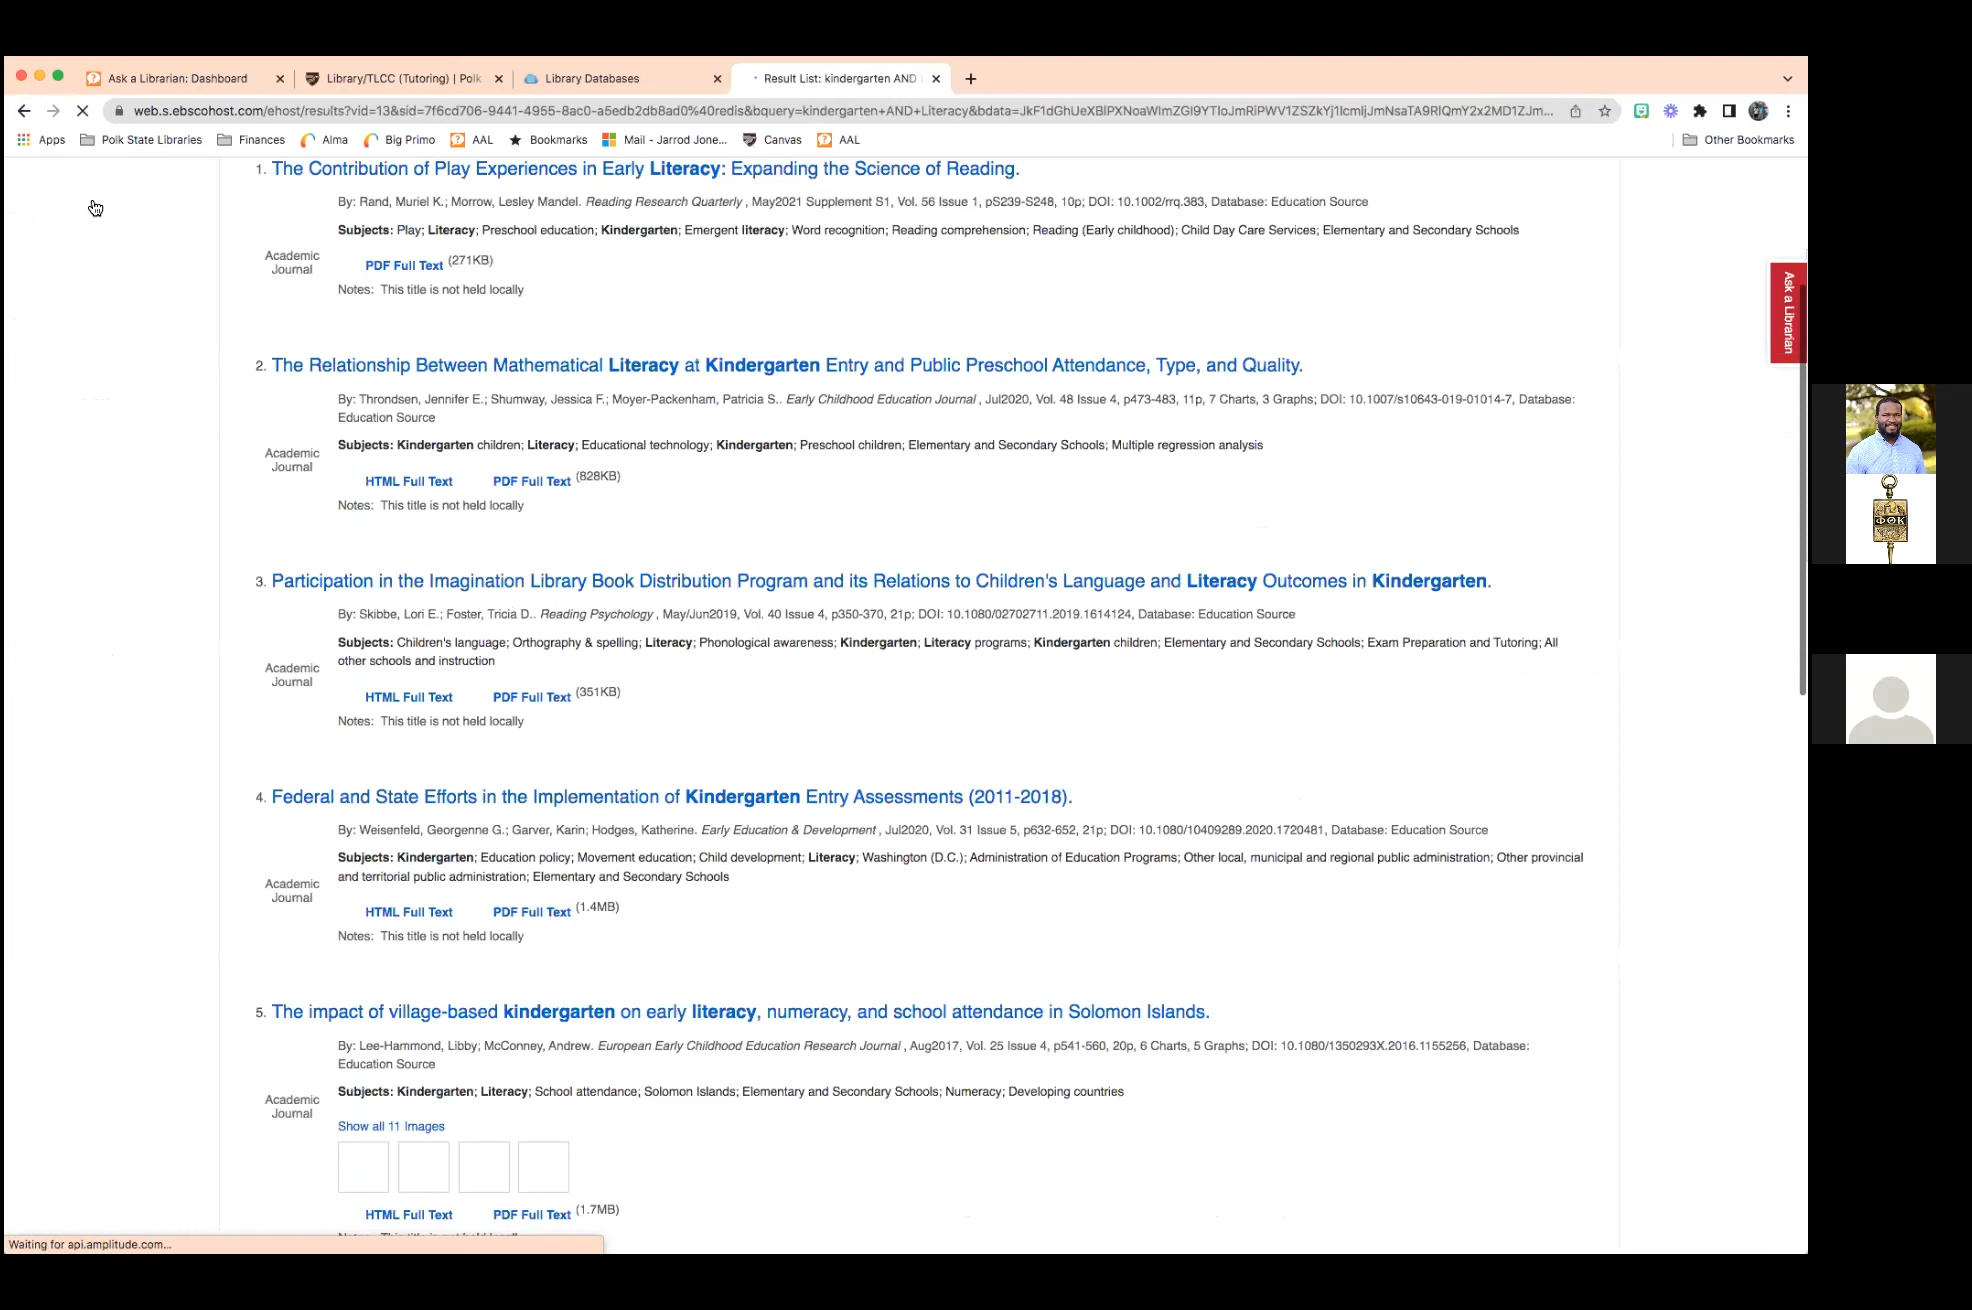 Ask a Librarian: Dashboard
Library/TLCC (Tutoring) | Polk
Library Databases
Result List: kindergarten AND
web.s.ebscohost.com/ehost/results?vid=13&sid=7f6cd706-9441-4955-8ac0-a5edb2db8ad0%40redis&bquery=kindergarten+AND+Literacy&bdata=
Apps
Polk State Libraries
Finances
Alma
Big Primo
AAL
Bookmarks
Mail - Jarrod Jone...
Canvas
AAL
Other Bookmarks
1. The Contribution of Play Experiences in Early Literacy: Expanding the Science of Reading.
By: Rand, Muriel K.; Morrow, Lesley Mandel. Reading Research Quarterly , May2021 Supplement S1, Vol. 56 Issue 1, pS239-S248, 10p; DOI: 10.1002/rrq.383, Database: Education Source
Subjects: Play; Literacy; Preschool education; Kindergarten; Emergent literacy; Word recognition; Reading comprehension; Reading (Early childhood); Child Day Care Services; Elementary and Secondary Schools
Academic
Journal
PDF Full Text (271KB)
Notes: This title is not held locally
Ask a Librarian
2. The Relationship Between Mathematical Literacy at Kindergarten Entry and Public Preschool Attendance, Type, and Quality.
By: Throndsen, Jennifer E.; Shumway, Jessica F.; Moyer-Packenham, Patricia S.. Early Childhood Education Journal , Jul2020, Vol. 48 Issue 4, p473-483, 11p, 7 Charts, 3 Graphs; DOI: 10.1007/s10643-019-01014-7, Database:
Education Source
Subjects: Kindergarten children; Literacy; Educational technology; Kindergarten; Preschool children; Elementary and Secondary Schools; Multiple regression analysis
Academic
Journal
HTML Full Text PDF Full Text (828KB)
Notes: This title is not held locally
3. Participation in the Imagination Library Book Distribution Program and its Relations to Children's Language and Literacy Outcomes in Kindergarten.
By: Skibbe, Lori E.; Foster, Tricia D.. Reading Psychology , May/Jun2019, Vol. 40 Issue 4, p350-370, 21p; DOI: 10.1080/02702711.2019.1614124, Database: Education Source
Subjects: Children's language; Orthography & spelling; Literacy; Phonological awareness; Kindergarten; Literacy programs; Kindergarten children; Elementary and Secondary Schools; Exam Preparation and Tutoring; All
other schools and instruction
Academic
Journal
HTML Full Text PDF Full Text (351KB)
Notes: This title is not held locally
4. Federal and State Efforts in the Implementation of Kindergarten Entry Assessments (2011-2018).
By: Weisenfeld, Georgenne G.; Garver, Karin; Hodges, Katherine. Early Education & Development , Jul2020, Vol. 31 Issue 5, p632-652, 21p; DOI: 10.1080/10409289.2020.1720481, Database: Education Source
Subjects: Kindergarten; Education policy; Movement education; Child development; Literacy; Washington (D.C.); Administration of Education Programs; Other local, municipal and regional public administration; Other provincial
and territorial public administration; Elementary and Secondary Schools
Academic
Journal
HTML Full Text PDF Full Text (1.4MB)
Notes: This title is not held locally
5. The impact of village-based kindergarten on early literacy, numeracy, and school attendance in Solomon Islands.
By: Lee-Hammond, Libby; McConney, Andrew. European Early Childhood Education Research Journal , Aug2017, Vol. 25 Issue 4, p541-560, 20p, 6 Charts, 5 Graphs; DOI: 10.1080/1350293X.2016.1155256, Database:
Education Source
Subjects: Kindergarten; Literacy; School attendance; Solomon Islands; Elementary and Secondary Schools; Numeracy; Developing countries
Academic
Journal
Show all 11 Images
HTML Full Text PDF Full Text (1.7MB)
Waiting for api.amplitude.com...
ΦΘΚ